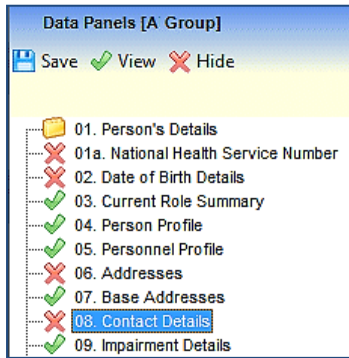 Data Panels [A Group]
Save View Hide
01. Person's Details
01a. National Health Service Number
02. Date of Birth Details
03. Current Role Summary
04. Person Profile
05. Personnel Profile
06. Addresses
07. Base Addresses
08. Contact Details
09. Impairment Details